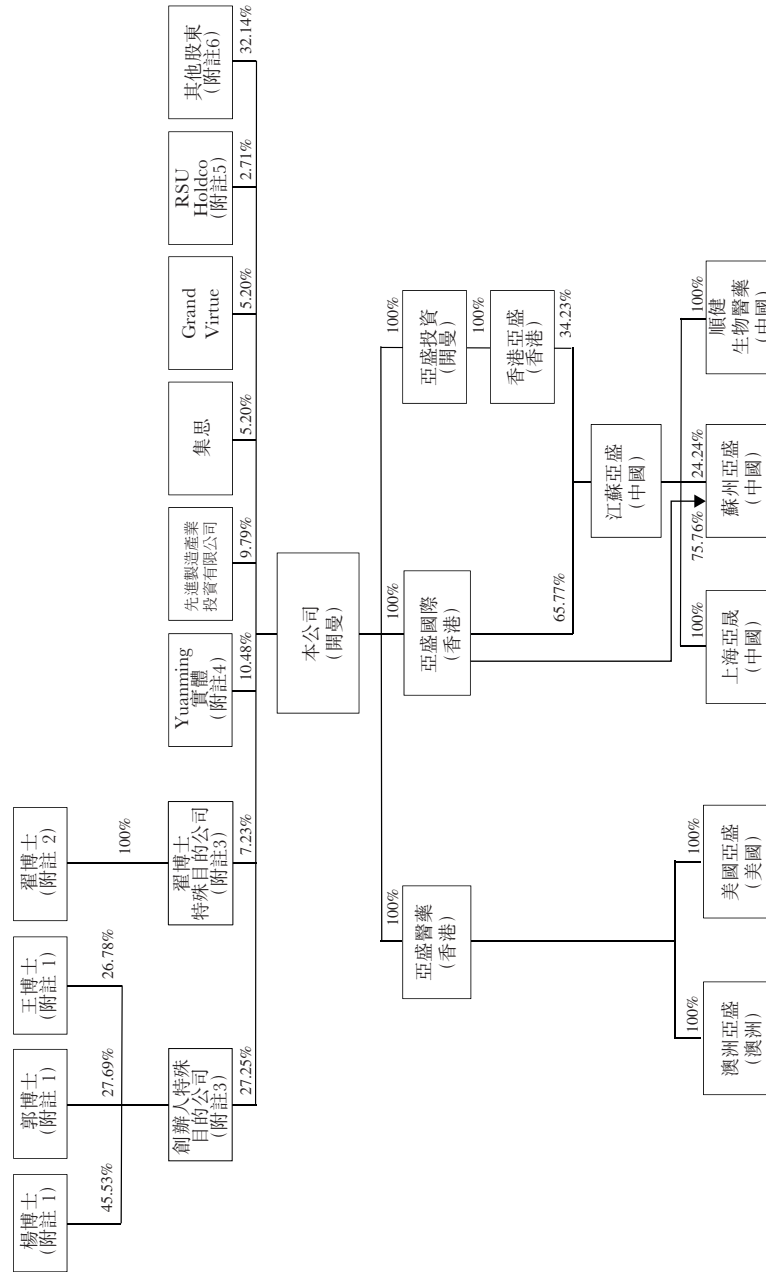 楊博士
(附註 1)
郭博士
(附註 1)
王博士
(附註 1)
翟博士
(附註 2)
45.53%
27.69%
26.78%
100%
創辦人特殊
目的公司
(附註3)
翟博士
特殊目的公司
(附註3)
Yuanming
實體
(附註4)
先進製造產業
投資有限公司
集思
Grand
Virtue
RSU
Holdco
(附註5)
其他股東
(附註6)
27.25%
7.23%
10.48%
9.79%
5.20%
5.20%
2.71%
32.14%
本公司
(開曼)
100%
100%
100%
亞盛醫藥
(香港)
亞盛國際
(香港)
亞盛投資
(開曼)
100%
香港亞盛
(香港)
65.77%
34.23%
江蘇亞盛
(中國)
100%
100%
100%
75.76%
24.24%
100%
澳洲亞盛
(澳洲)
美國亞盛
(美國)
上海亞晟
(中國)
蘇州亞盛
(中國)
順健
生物醫藥
(中國)